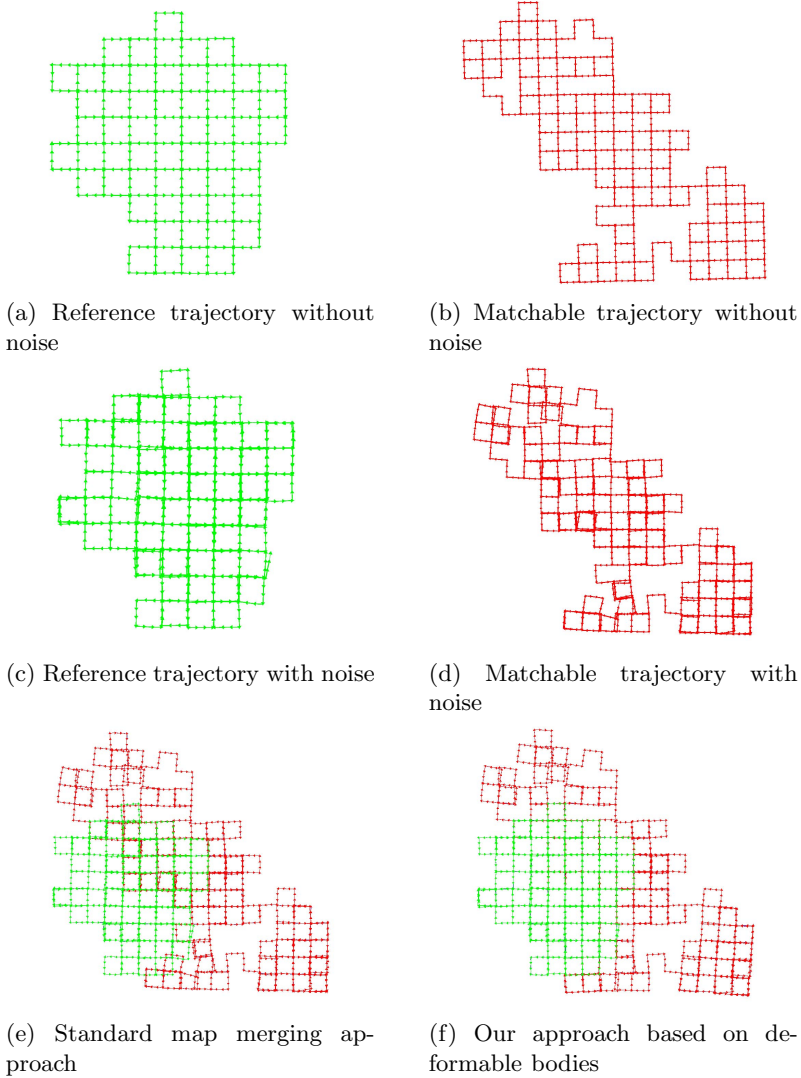 (a) Reference trajectory without
noise
(b) Matchable trajectory without
noise
(c) Reference trajectory with noise
(d) Matchable trajectory with
noise
(e) Standard map merging ap-
proach
(f) Our approach based on de-
formable bodies